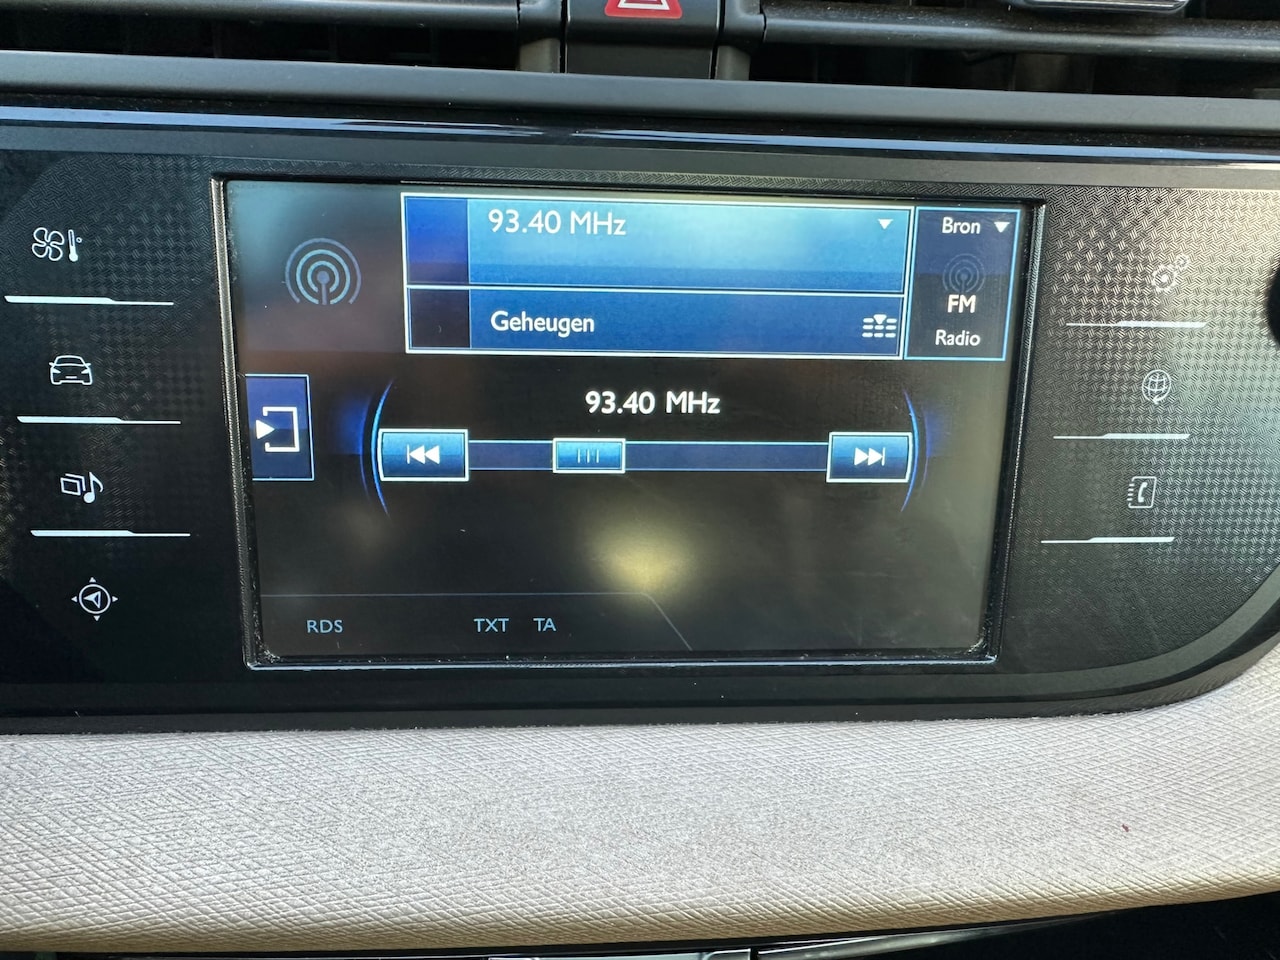 93.40 MHz
Bron
Geheugen
FM
Radio
93.40 MHz
RDS TXT TA